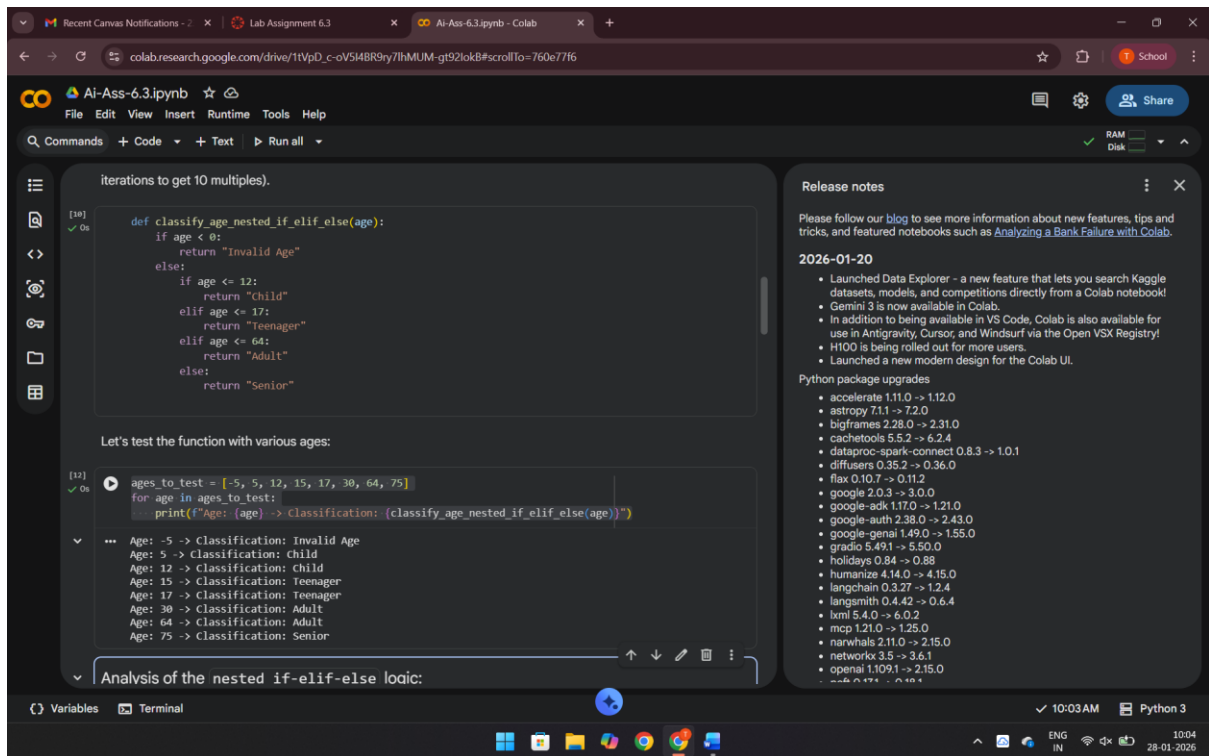 Recent Canvas Notifications - 2
Lab Assignment 6.3
Ai-Ass-6.3.ipynb - Colab
colab.research.google.com/drive/1tVpD_c-oV5I4BR9ry7lhMUM-gt92IokB#scrollTo=760e77f6
T School
CO Ai-Ass-6.3.ipynb
File Edit View Insert Runtime Tools Help
Share
Commands + Code + Text Run all
RAM
Disk
iterations to get 10 multiples).
[10]
0s
def classify_age_nested_if_elif_else(age):
if age < 0:
return "Invalid Age"
else:
if age <= 12:
return "Child"
elif age <= 17:
return "Teenager"
elif age <= 64:
return "Adult"
else:
return "Senior"
Let's test the function with various ages:
[12]
0s
ages_to_test = [-5, 5, 12, 15, 17, 30, 64, 75]
for age in ages_to_test:
print(f"Age: {age} -> Classification: {classify_age_nested_if_elif_else(age)}")
Age: -5 -> Classification: Invalid Age
Age: 5 -> Classification: Child
Age: 12 -> Classification: Child
Age: 15 -> Classification: Teenager
Age: 17 -> Classification: Teenager
Age: 30 -> Classification: Adult
Age: 64 -> Classification: Adult
Age: 75 -> Classification: Senior
Analysis of the nested if-elif-else logic:
Release notes
Please follow our blog to see more information about new features, tips and
tricks, and featured notebooks such as Analyzing a Bank Failure with Colab.
2026-01-20
• Launched Data Explorer - a new feature that lets you search Kaggle
datasets, models, and competitions directly from a Colab notebook!
• Gemini 3 is now available in Colab.
• In addition to being available in VS Code, Colab is also available for
use in Antigravity, Cursor, and Windsurf via the Open VSX Registry!
• H100 is being rolled out for more users.
• Launched a new modern design for the Colab UI.
Python package upgrades
• accelerate 1.11.0 -> 1.12.0
• astropy 7.1.1 -> 7.2.0
• bigframes 2.28.0 -> 2.31.0
• cachetools 5.5.2 -> 6.2.4
• dataproc-spark-connect 0.8.3 -> 1.0.1
• diffusers 0.35.2 -> 0.36.0
• flax 0.10.7 -> 0.11.2
• google 2.0.3 -> 3.0.0
• google-adk 1.17.0 -> 1.21.0
• google-auth 2.38.0 -> 2.43.0
• google-genai 1.49.0 -> 1.55.0
• gradio 5.49.1 -> 5.50.0
• holidays 0.84 -> 0.88
• humanize 4.14.0 -> 4.15.0
• langchain 0.3.27 -> 1.2.4
• langsmith 0.4.42 -> 0.6.4
• lxml 5.4.0 -> 6.0.2
• mcp 1.21.0 -> 1.25.0
• narwhals 2.11.0 -> 2.15.0
• networkx 3.5 -> 3.6.1
• openai 1.109.1 -> 2.15.0
{} Variables Terminal
10:03 AM Python 3
ENG
IN
10:04
28-01-2026